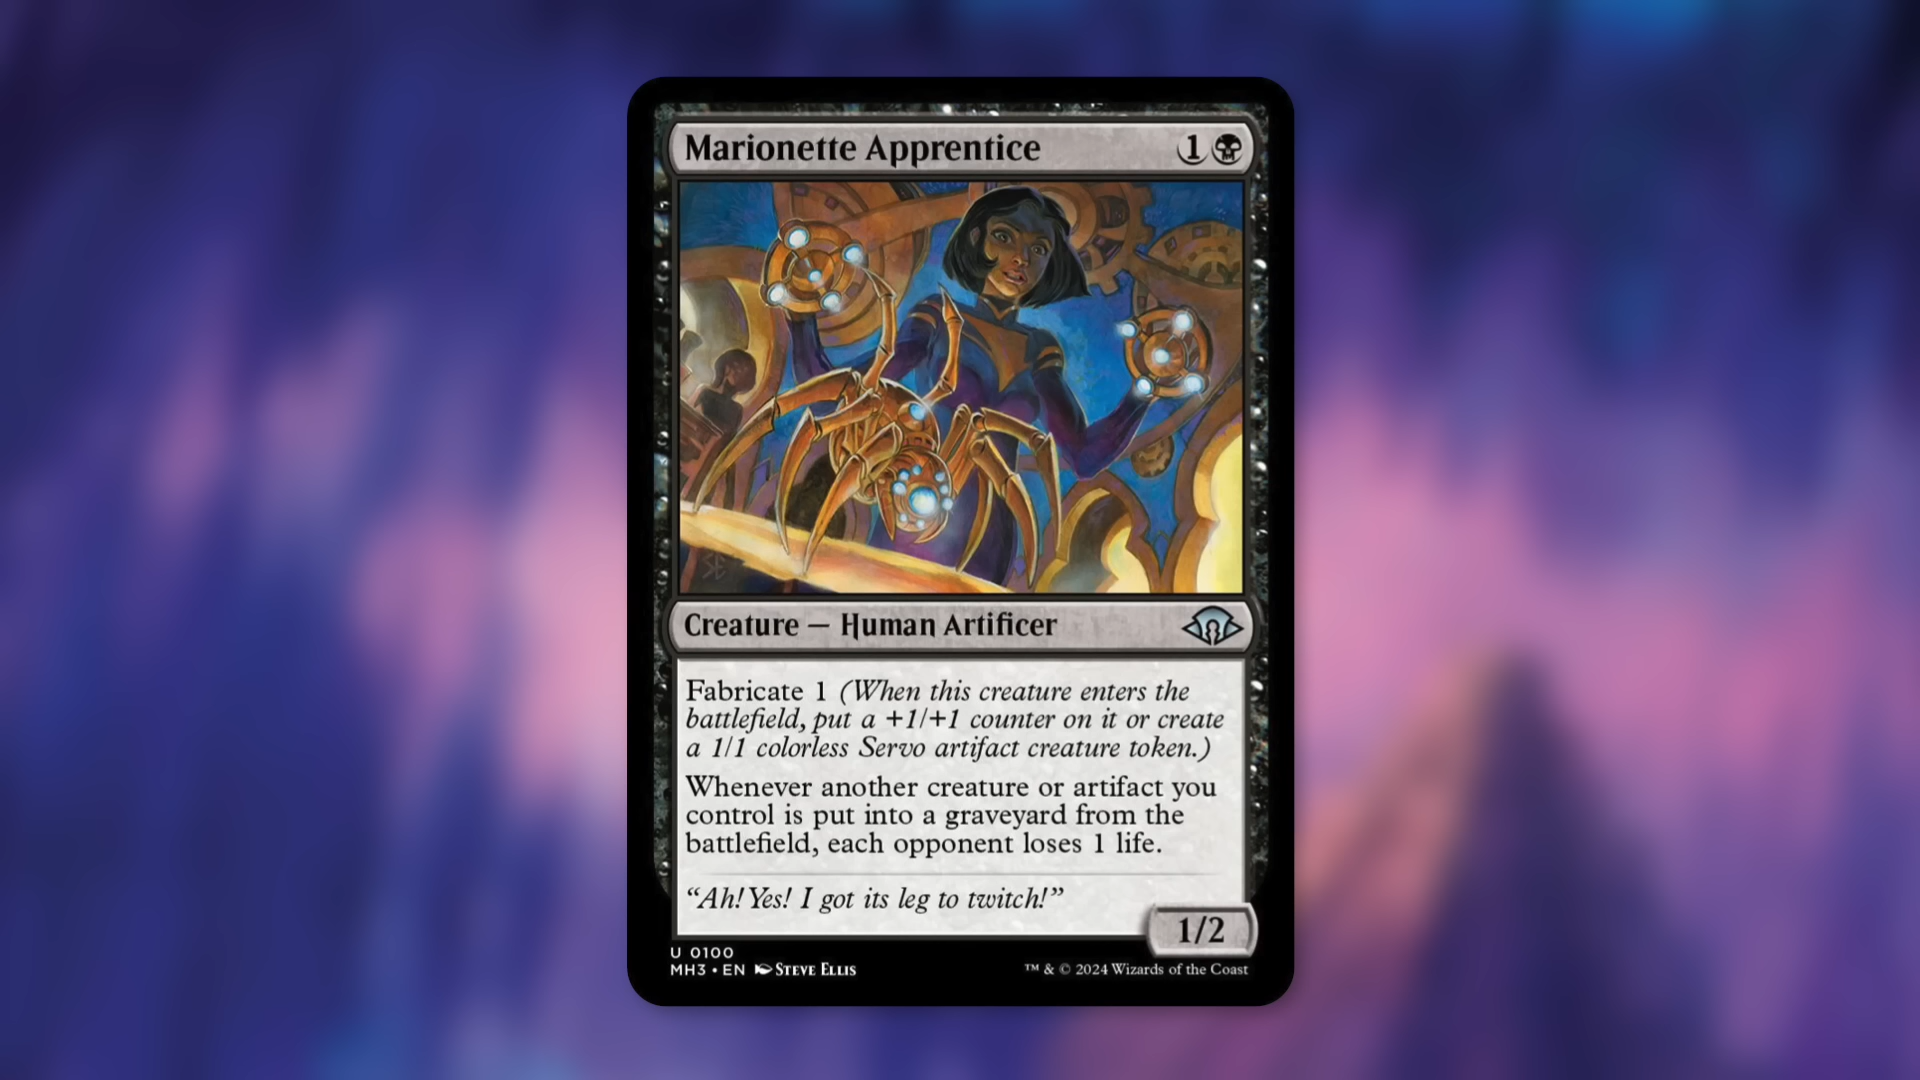 Marionette Apprentice 1
Creature — Human Artificer
Fabricate 1 (When this creature enters the
battlefield, put a +1/+1 counter on it or create
a 1/1 colorless Servo artifact creature token.)
Whenever another creature or artifact you
control is put into a graveyard from the
battlefield, each opponent loses 1 life.
“Ah! Yes! I got its leg to twitch!”
1/2
U 0100
MH3 • EN Steve Ellis
™ & © 2024 Wizards of the Coast